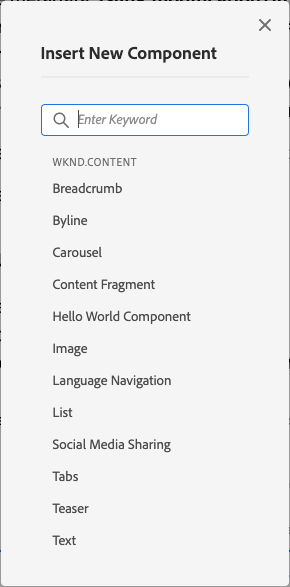 Insert New Component
Enter Keyword
WKND.CONTENT
Breadcrumb
Byline
Carousel
Content Fragment
Hello World Component
Image
Language Navigation
List
Social Media Sharing
Tabs
Teaser
Text